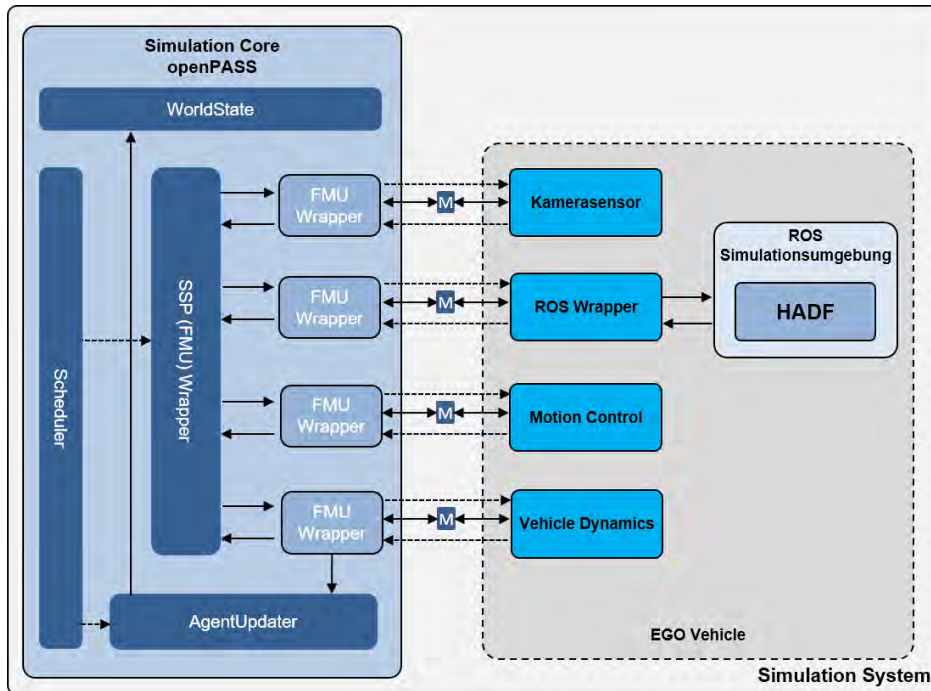 Simulation Core
openPASS
WorldState
Scheduler
SSP (FMU) Wrapper
FMU
Wrapper
M
Kamerasensor
FMU
Wrapper
M
ROS Wrapper
ROS
Simulationsumgebung
HADF
FMU
Wrapper
M
Motion Control
FMU
Wrapper
M
Vehicle Dynamics
AgentUpdater
EGO Vehicle
Simulation System